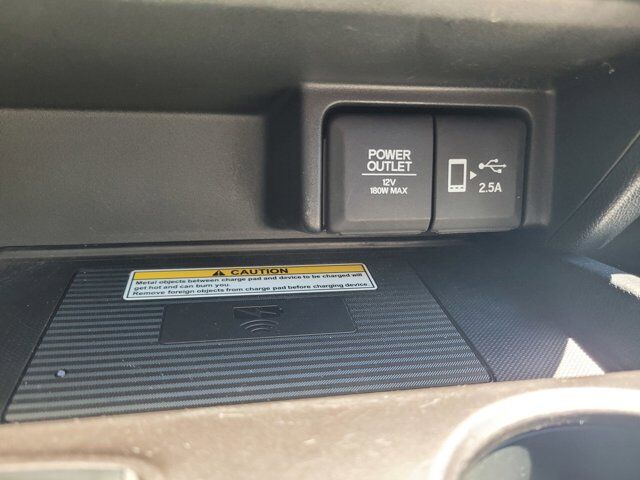 POWER
OUTLET
12V
180W MAX
2.5A
CAUTION
Metal objects between charge pad and device to be charged will
get hot and can burn you.
Remove foreign objects from charge pad before charging device